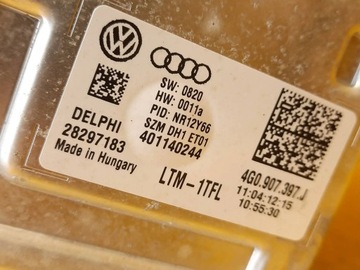 SW: 0820
HW: 0011a
PID: NR12Y66
SZM DH1 ET01
401140244
DELPHI
28297183
Made in Hungary
LTM-1TFL
4G0.907.397.J
11:04:12:15
10:55:30